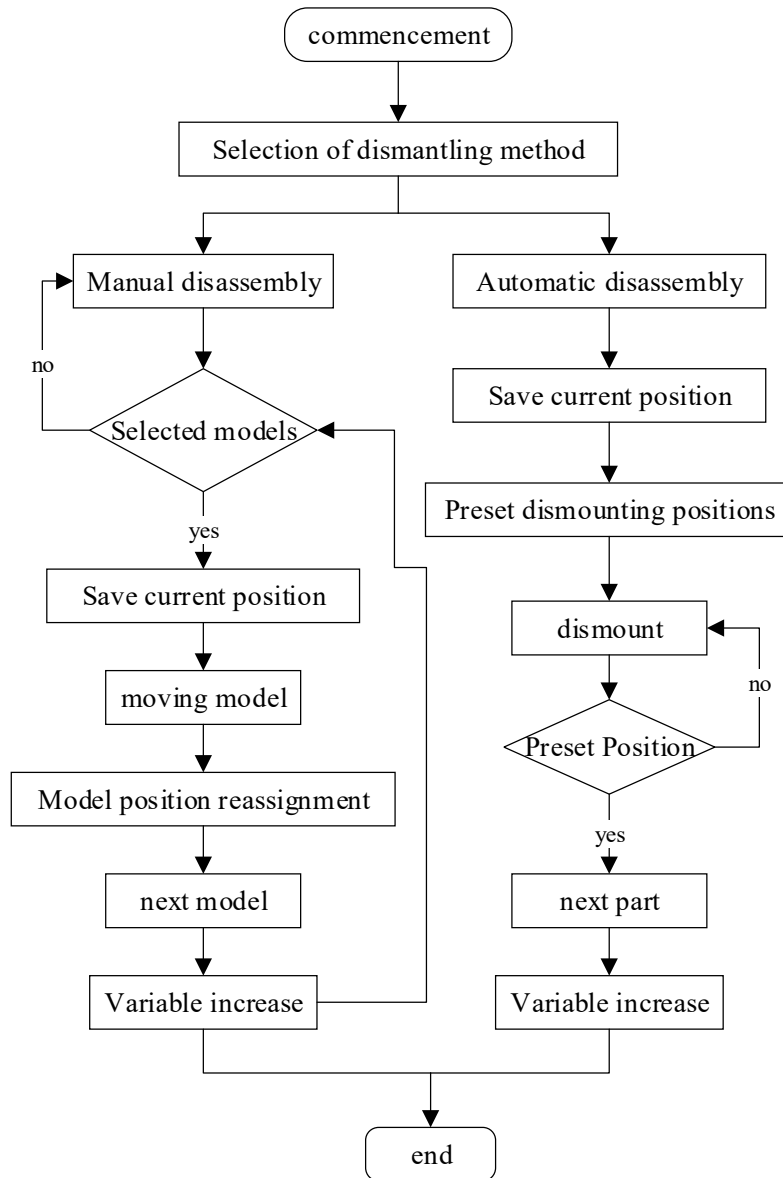 commencement
Selection of dismantling method
Manual disassembly
Automatic disassembly
no
Selected models
Save current position
yes
Preset dismounting positions
Save current position
dismount
moving model
no
Preset Position
Model position reassignment
yes
next model
next part
Variable increase
Variable increase
end